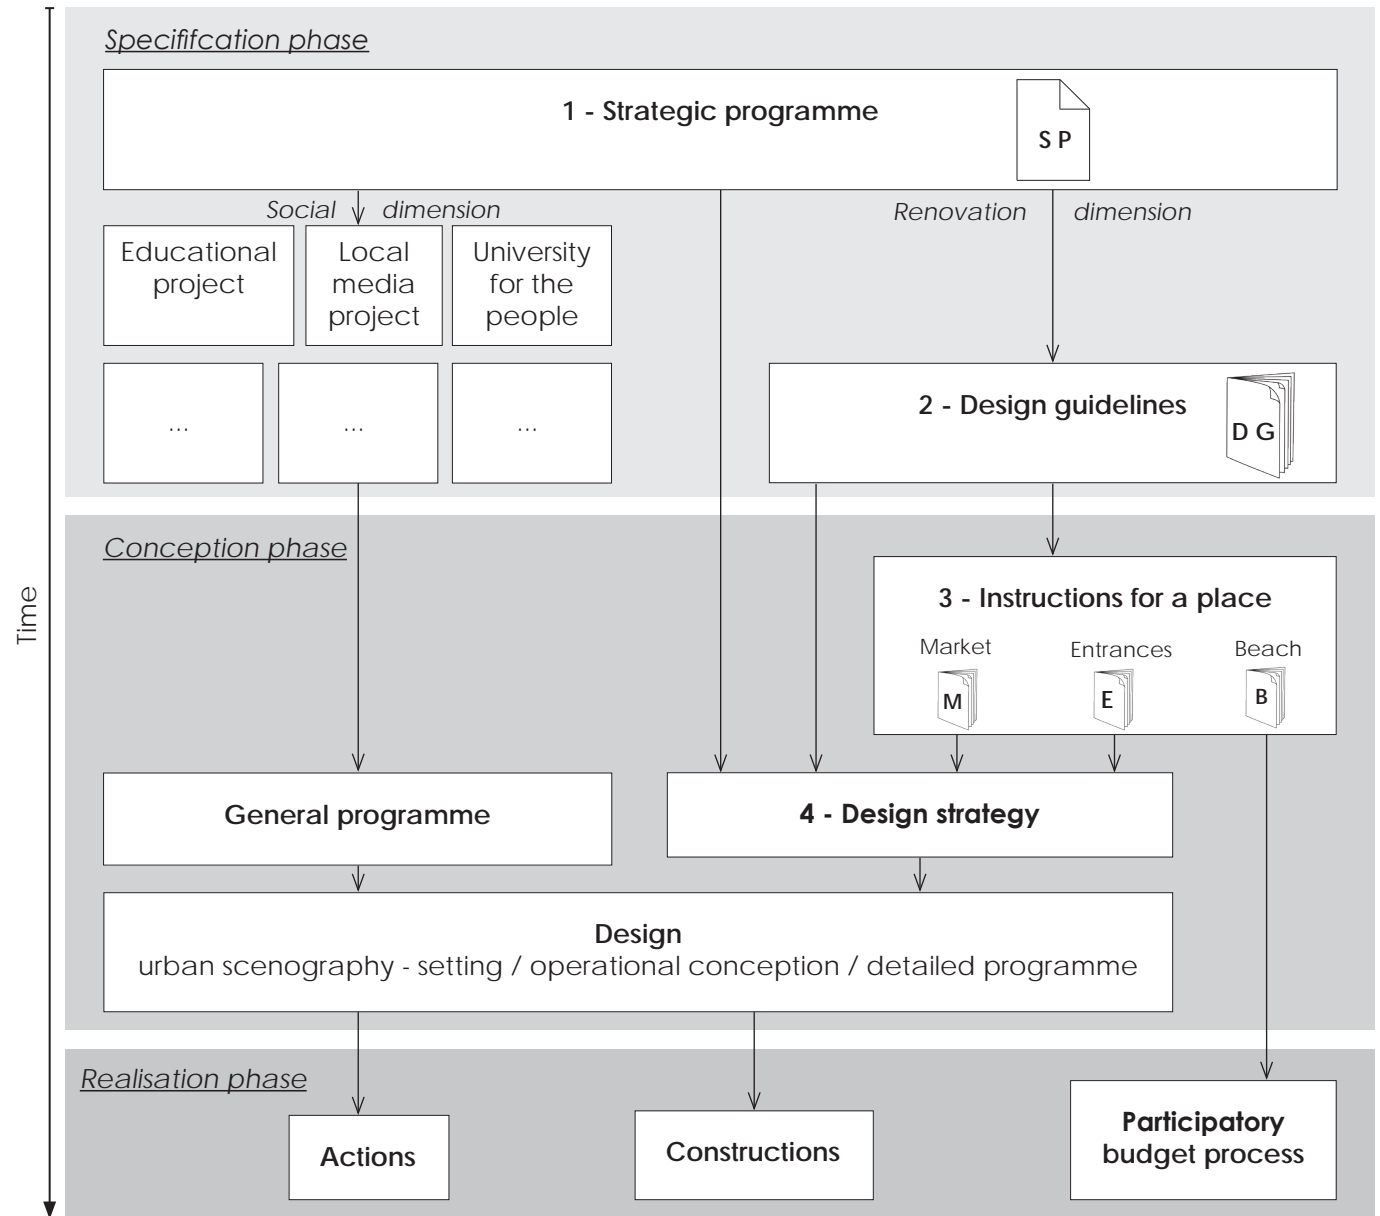 Specififcation phase
1 - Strategic programme
S P
Social dimension
Renovation dimension
Educational
project
Local
media
project
University
for the
people
...
...
...
2 - Design guidelines
D G
Time
Conception phase
3 - Instructions for a place
Market
Entrances
Beach
M
E
B
General programme
4 - Design strategy
Design
urban scenography - setting / operational conception / detailed programme
Realisation phase
Actions
Constructions
Participatory
budget process